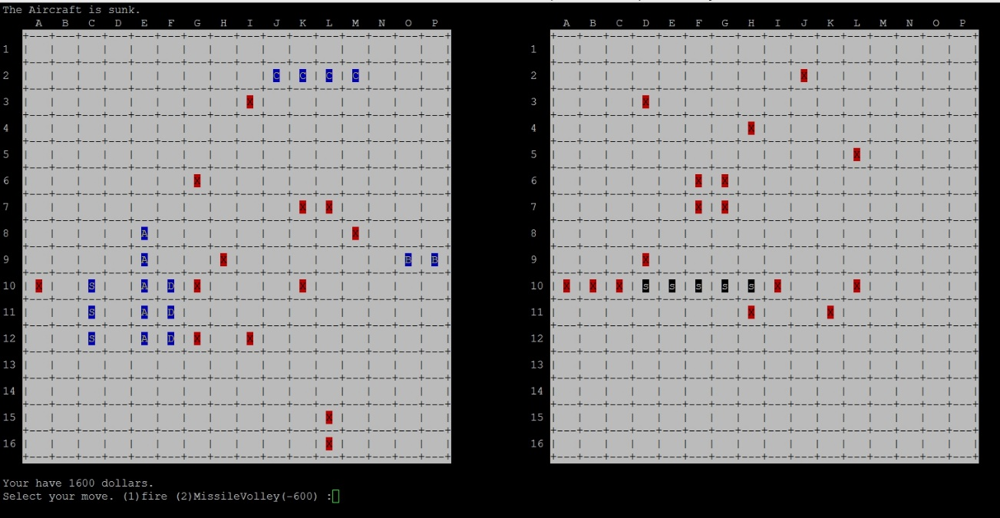 The Aircraft is sunk.
A B C D E F G H I J K L M N O P A B C D E F G H I J K L M N O P
1 1
2 C C C C 2 X
3 X 3 X
4 4 X
5 5 X
6 X 6 X X
7 X X 7 X X
8 A X 8
9 A X B B 9 X
10 X S A D X X 10 X X X s s s s s X X
11 S A D 11 X X
12 S A D X X 12
13 13
14 14
15 X 15
16 X 16
Your have 1600 dollars.
Select your move. (1)fire (2)MissileVolley(-600) :